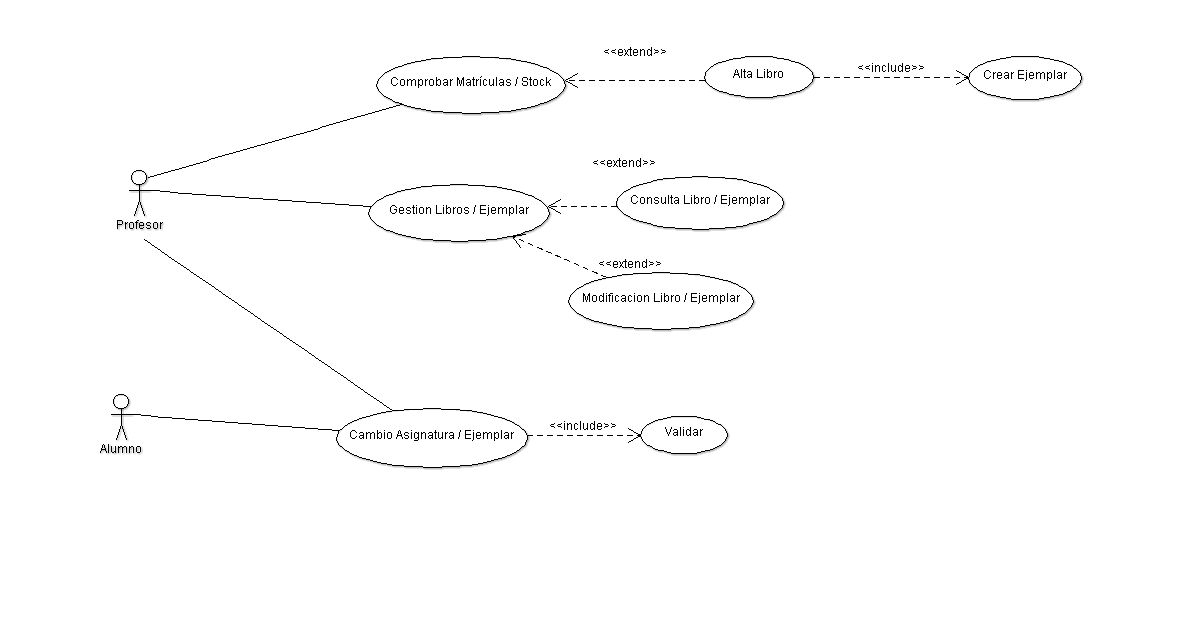 <<extend>>
Comprobar Matrículas / Stock
Alta Libro
<<include>>
Crear Ejemplar
<<extend>>
Profesor
Gestion Libros / Ejemplar
Consulta Libro / Ejemplar
<<extend>>
Modificacion Libro / Ejemplar
Alumno
Cambio Asignatura / Ejemplar
<<include>>
Validar